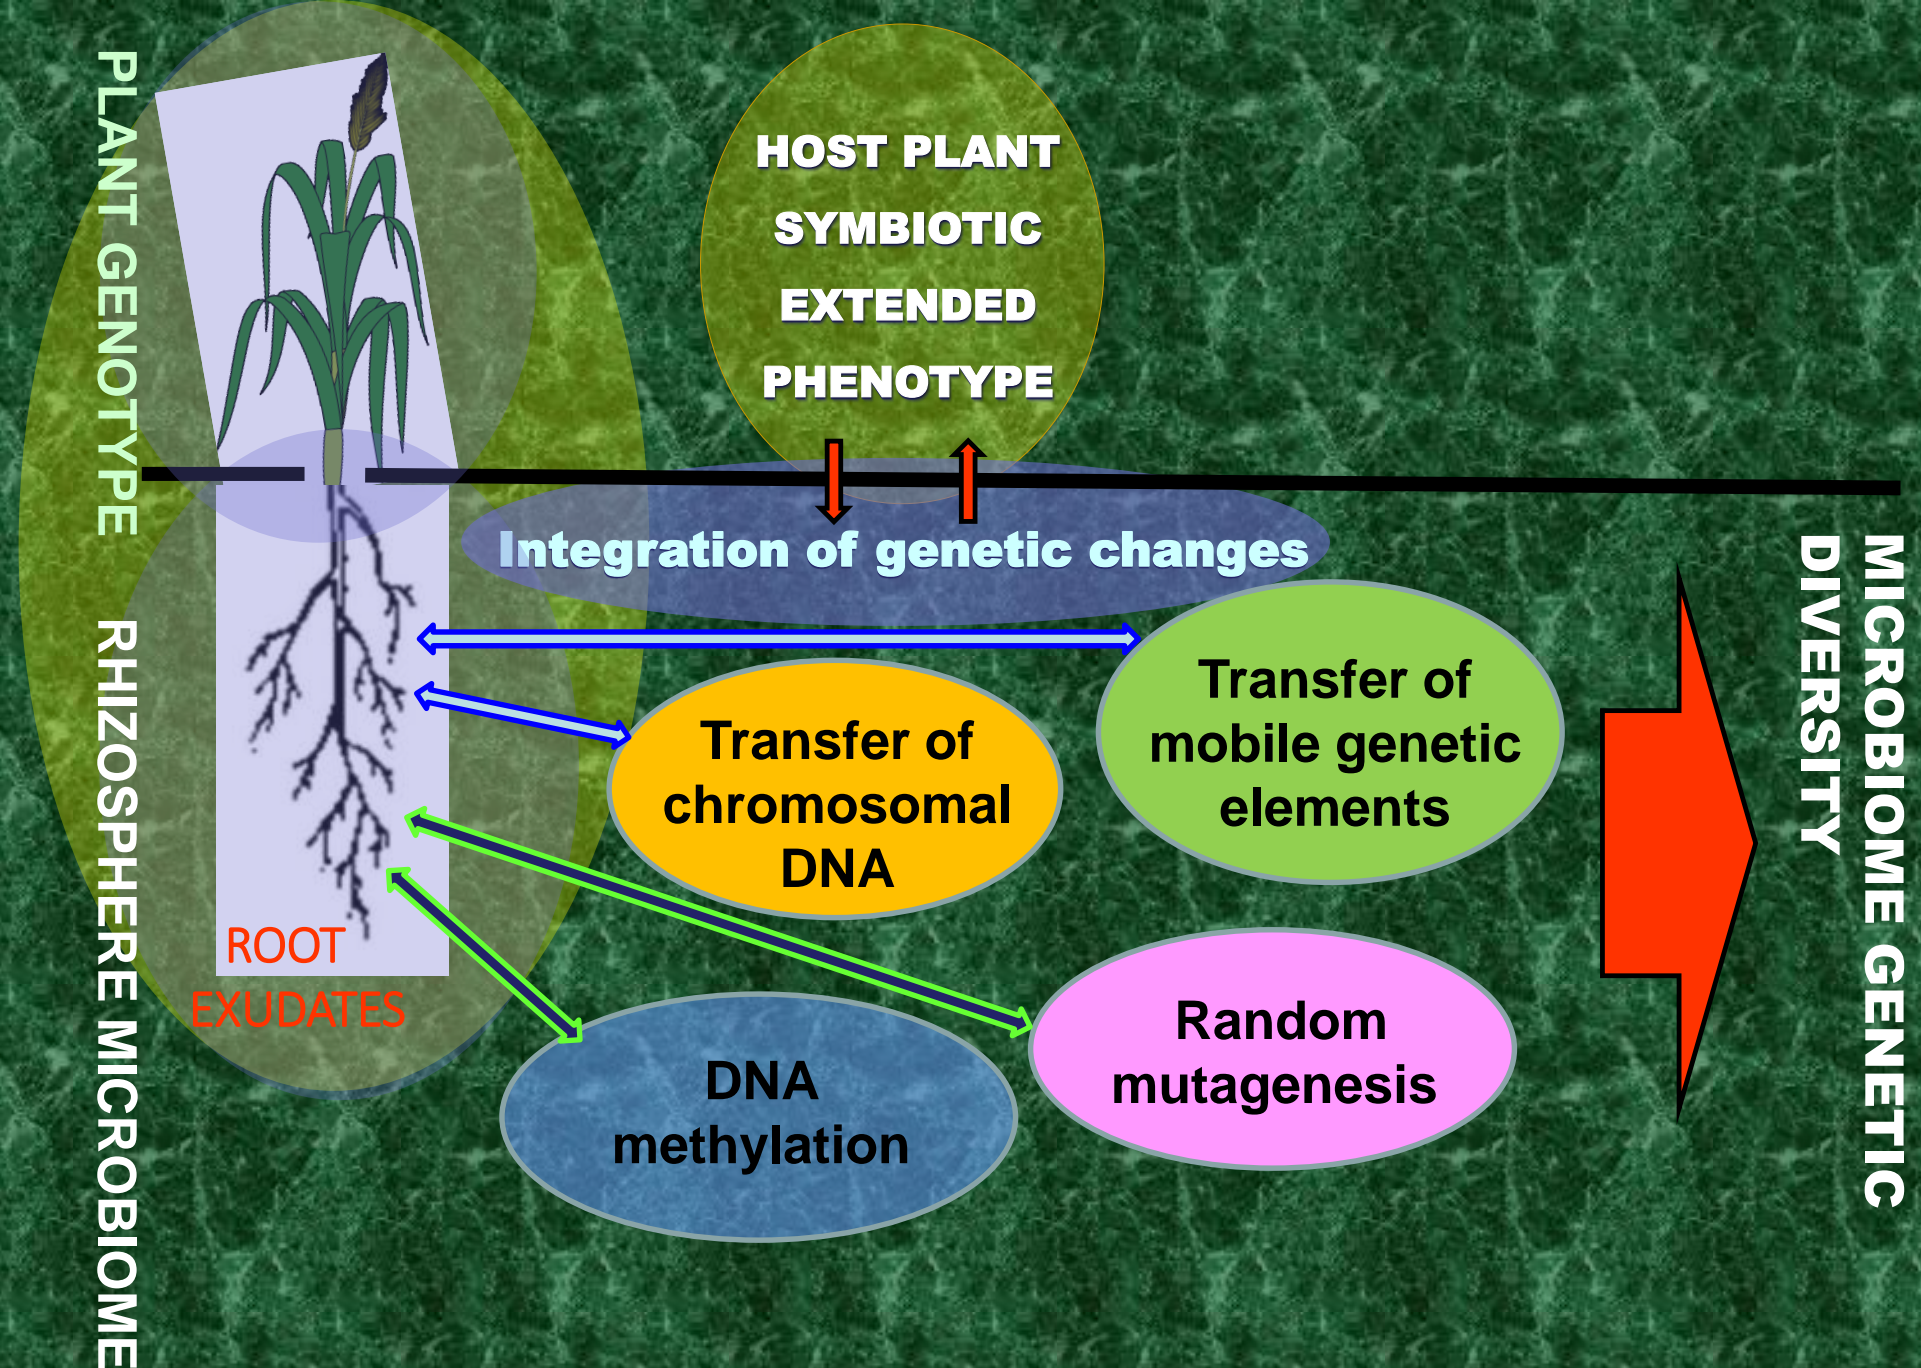 PLANT GENOTYPE
RHIZOSPHERE MICROBIOME
HOST PLANT
SYMBIOTIC
EXTENDED
PHENOTYPE
Integration of genetic changes
Transfer of
mobile genetic
elements
Transfer of
chromosomal
DNA
ROOT
EXUDATES
Random
mutagenesis
DNA
methylation
MICROBIOME GENETIC
DIVERSITY